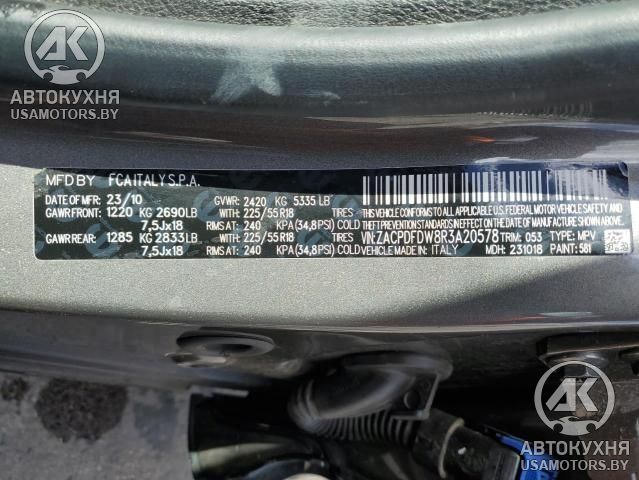 АК
АВТОКУХНЯ
USAMOTORS.BY
MFD BY FCA ITALY S.P.A.
DATE OF MFR 23/10 GVWR: 2420 KG 5335 LB
GAWR FRONT: 1220 KG 2690LB WITH: 225/55R18 TIRES
7,5Jx18 RIMS AT: 240 KPA (34,8 PSI) COLD
GAWR REAR: 1285 KG 2833LB WITH: 225/55R18 TIRES
7,5Jx18 RIMS AT: 240 KPA (34,8 PSI) COLD
THIS VEHICLE CONFORMS TO ALL APPLICABLE FEDERAL MOTOR VEHICLE
SAFETY, BUMPER, AND THEFT PREVENTION STANDARDS IN EFFECT ON THE DATE OF MANUFACTURE SHOWN ABOVE.
VIN: ZACPDFDW8R3A20578 TRIM: 053 TYPE: MPV
VEHICLE MADE IN: ITALY MDH: 231018 PAINT: 581
АК
АВТОКУХНЯ
USAMOTORS.BY